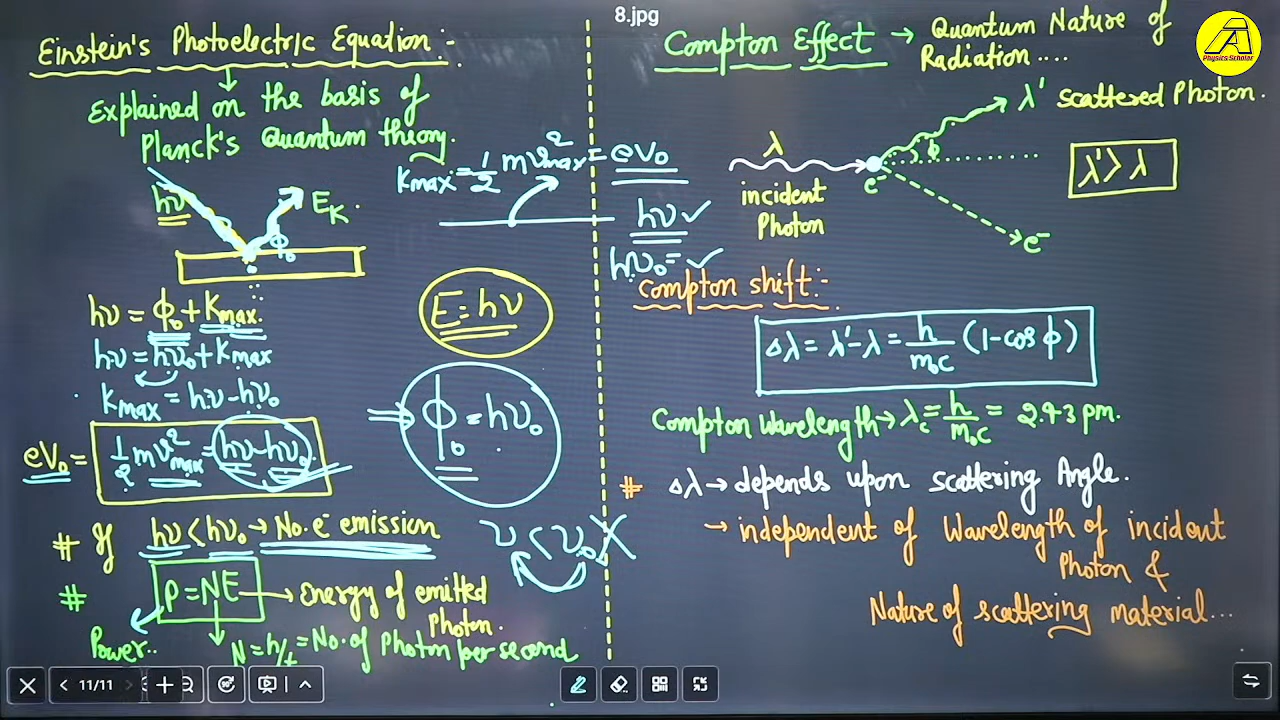 8.jpg
Einstein's Photoelectric Equation:-
Explained on the basis of
Planck's Quantum theory.
Kmax = 1/2 mv²max = eV₀
hν
E_K.
φ₀
hν ✓
hν₀ = ✓
hν = φ₀ + Kmax.
hν = hν₀ + Kmax
Kmax = hν - hν₀
eV₀ = 1/2 mv²max = hν - hν₀.
E = hν
⇒ φ₀ = hν₀
# If hν < hν₀ → No. e⁻ emission
ν < ν₀ X
# P = NE → Energy of emitted
Photon.
Power..
N = n/t = No. of Photon per second
Compton Effect → Quantum Nature of
Radiation....
λ' scattered Photon.
λ
φ
λ' > λ
e⁻
incident
Photon
e⁻
Compton shift:-
Δλ = λ' - λ = h/m₀c (1 - cos φ)
Compton Wavelength → λc = h/m₀c = 2.43 pm.
# Δλ → depends upon scattering Angle.
→ independent of Wavelength of incident
Photon &
Nature of scattering material...
Physics Scholar
11/11